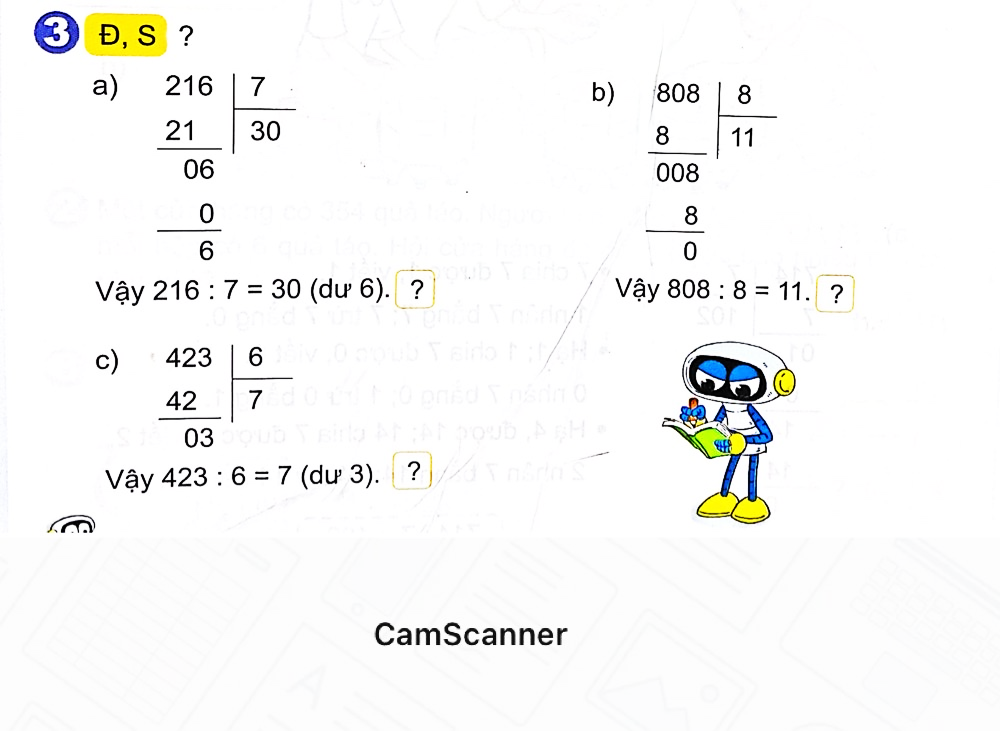 3 Đ, S ?
a) 216 7
21 30
06
0
6
Vậy 216 : 7 = 30 (dư 6). ?
b) 808 8
8 11
008
8
0
Vậy 808 : 8 = 11. ?
c) 423 6
42 7
03
Vậy 423 : 6 = 7 (dư 3). ?
CamScanner